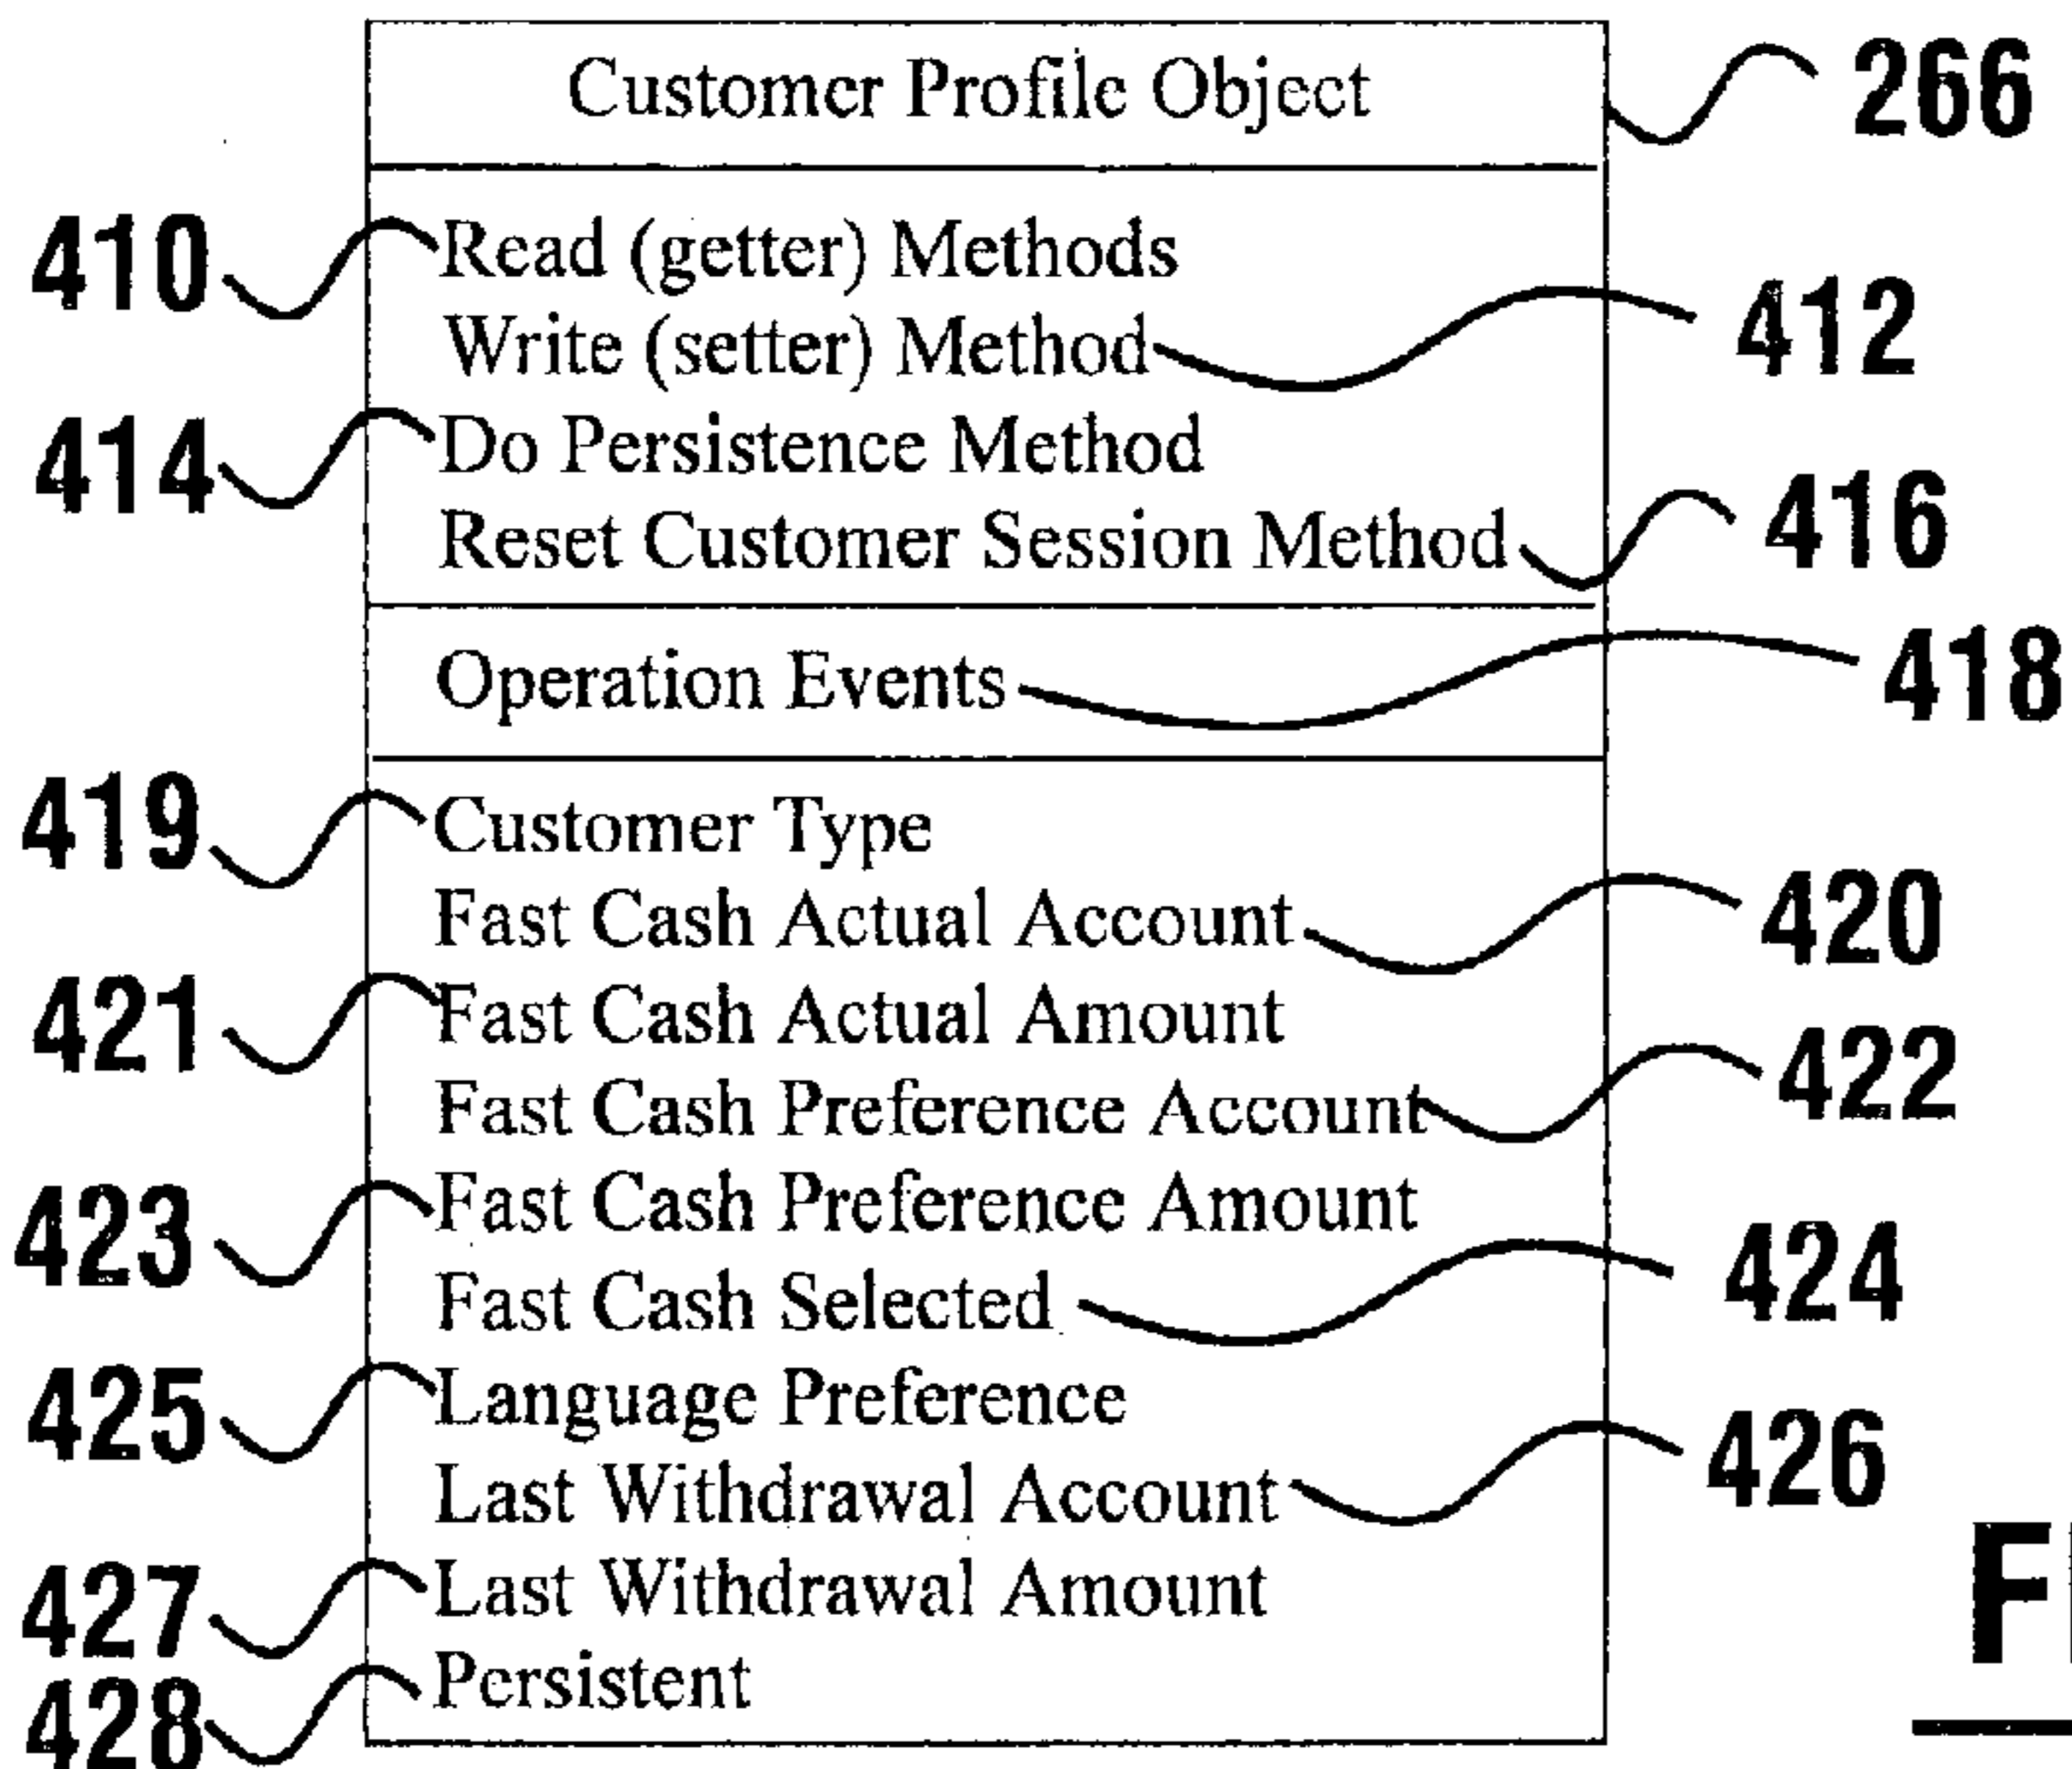 Customer Profile Object 266
410 Read (getter) Methods
Write (setter) Method 412
414 Do Persistence Method
Reset Customer Session Method 416
Operation Events 418
419 Customer Type
Fast Cash Actual Account 420
421 Fast Cash Actual Amount
Fast Cash Preference Account 422
423 Fast Cash Preference Amount
Fast Cash Selected 424
425 Language Preference
Last Withdrawal Account 426
427 Last Withdrawal Amount
428 Persistent